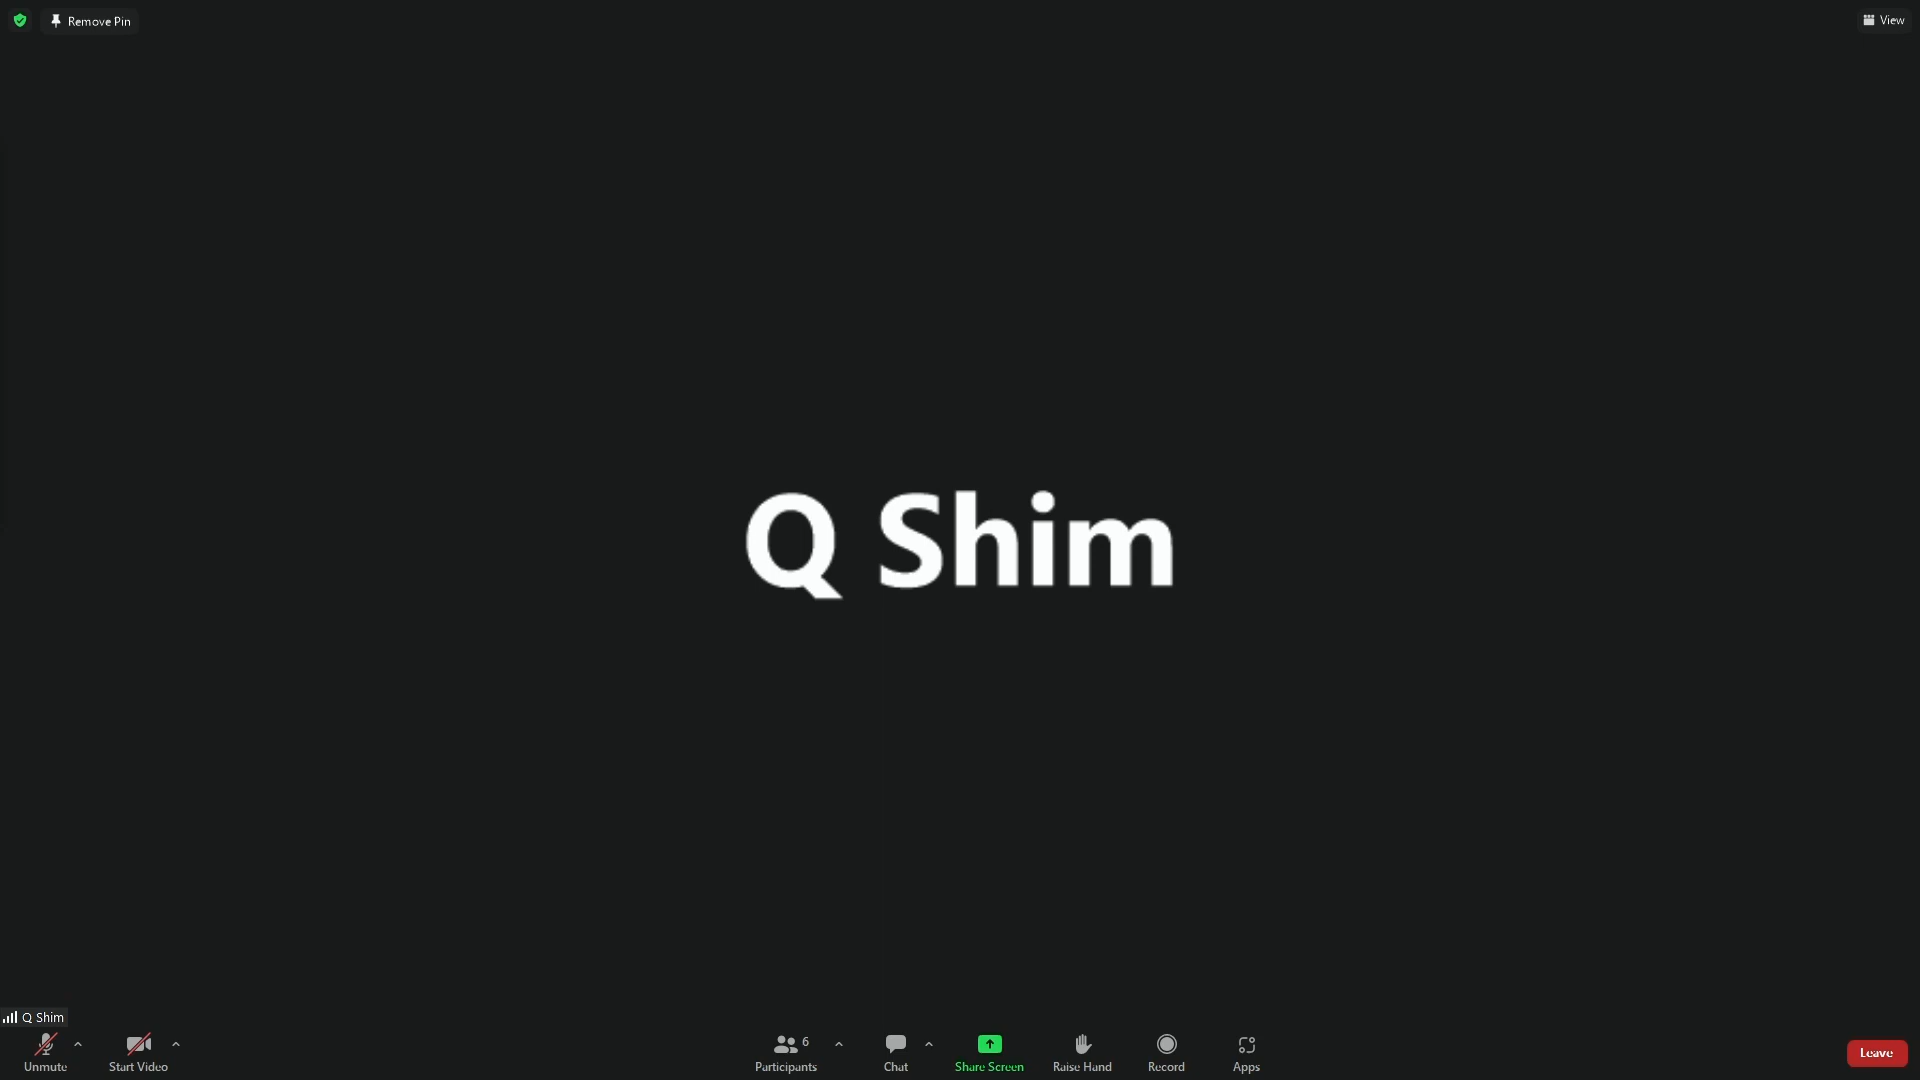 Remove Pin
View
Q Shim
Q Shim
Unmute
Start Video
6
Participants
Chat
Share Screen
Raise Hand
Record
Apps
Leave